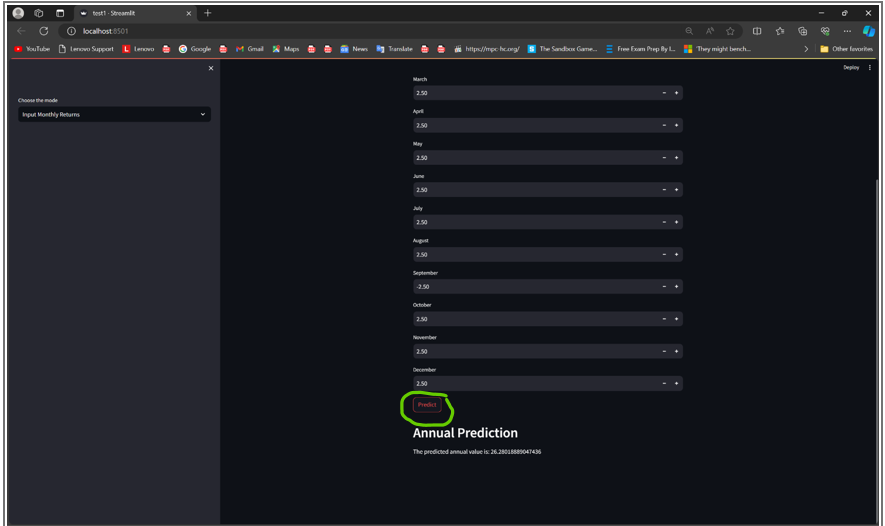 test1 · Streamlit
localhost:8501
YouTube Lenovo Support Lenovo Google Gmail Maps News Translate https://mpc-hc.org/ The Sandbox Game... Free Exam Prep By I... They might bench... Other favorites
Deploy
Choose the mode
Input Monthly Returns
March
2.50
April
2.50
May
2.50
June
2.50
July
2.50
August
2.50
September
-2.50
October
2.50
November
2.50
December
2.50
Predict
Annual Prediction
The predicted annual value is: 26.28018889047436